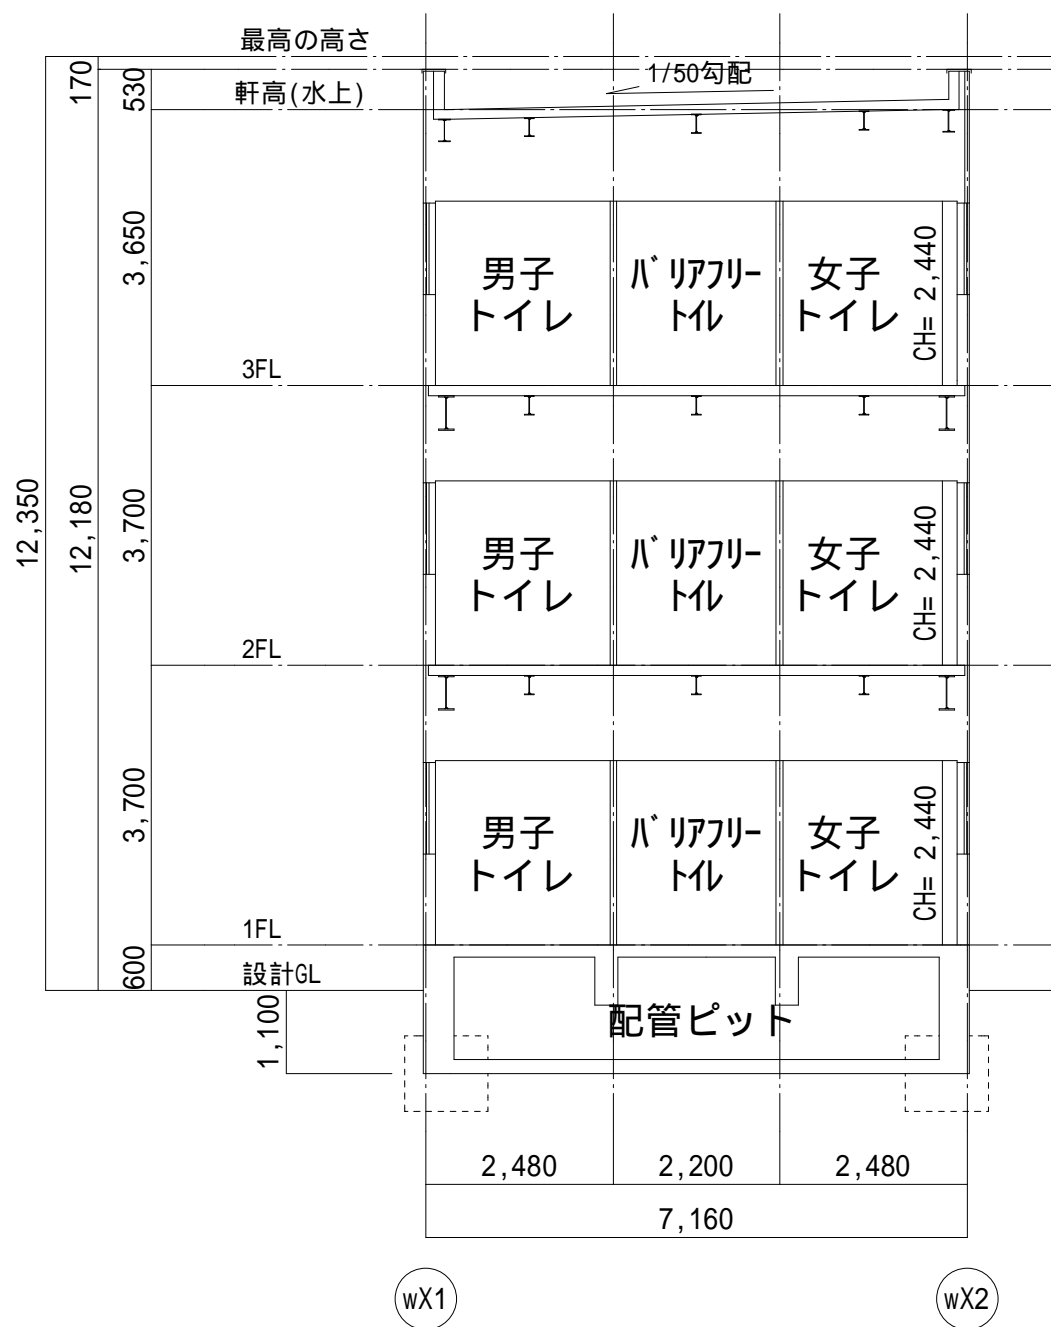 最高の高さ
170
530
1/50勾配
軒高(水上)
3,650
男子
トイレ
バリアフリー
トイレ
女子
トイレ
CH= 2,440
3FL
12,350
12,180
3,700
男子
トイレ
バリアフリー
トイレ
女子
トイレ
CH= 2,440
2FL
3,700
男子
トイレ
バリアフリー
トイレ
女子
トイレ
CH= 2,440
1FL
600
設計GL
1,100
配管ピット
2,480
2,200
2,480
7,160
wX1
wX2